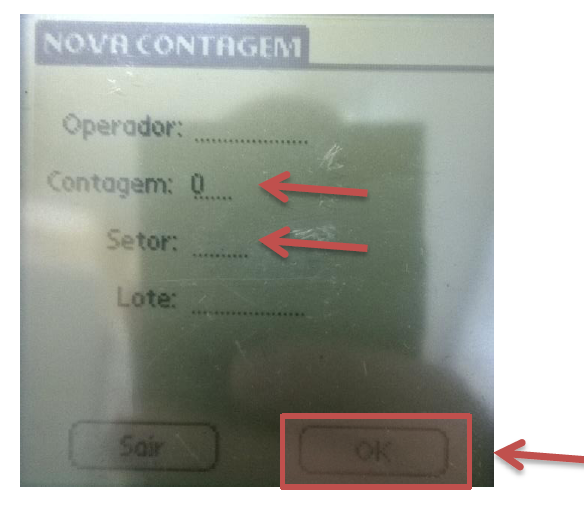 NOVA CONTAGEM
Operador:
Contagem: 0
Setor:
Lote:
Sair OK